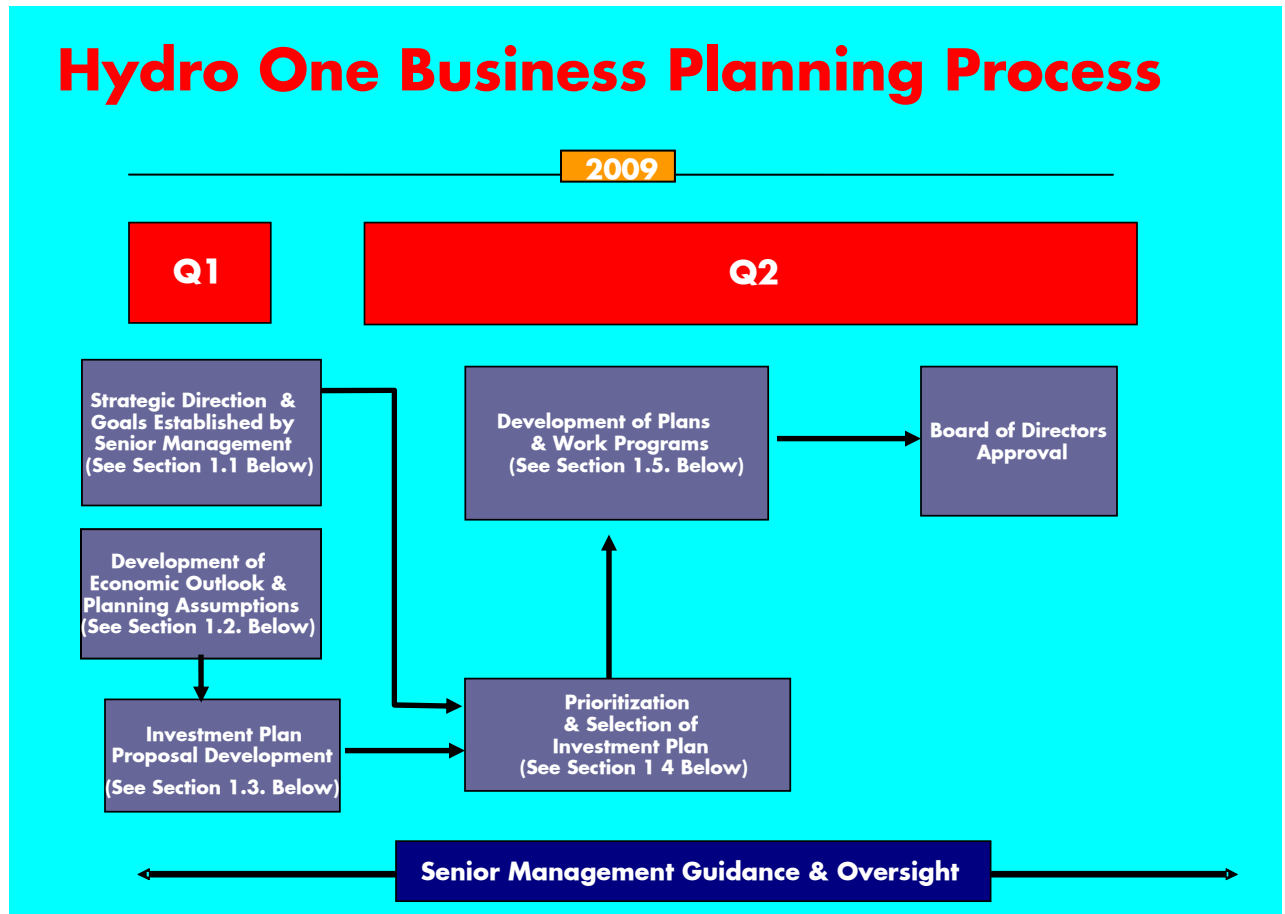 Hydro One Business Planning Process
2009
Q1
Q2
Strategic Direction &
Goals Established by
Senior Management
(See Section 1.1 Below)
Development of
Economic Outlook &
Planning Assumptions
(See Section 1.2. Below)
Investment Plan
Proposal Development
(See Section 1.3. Below)
Development of Plans
& Work Programs
(See Section 1.5. Below)
Prioritization
& Selection of
Investment Plan
(See Section 1 4 Below)
Board of Directors
Approval
Senior Management Guidance & Oversight